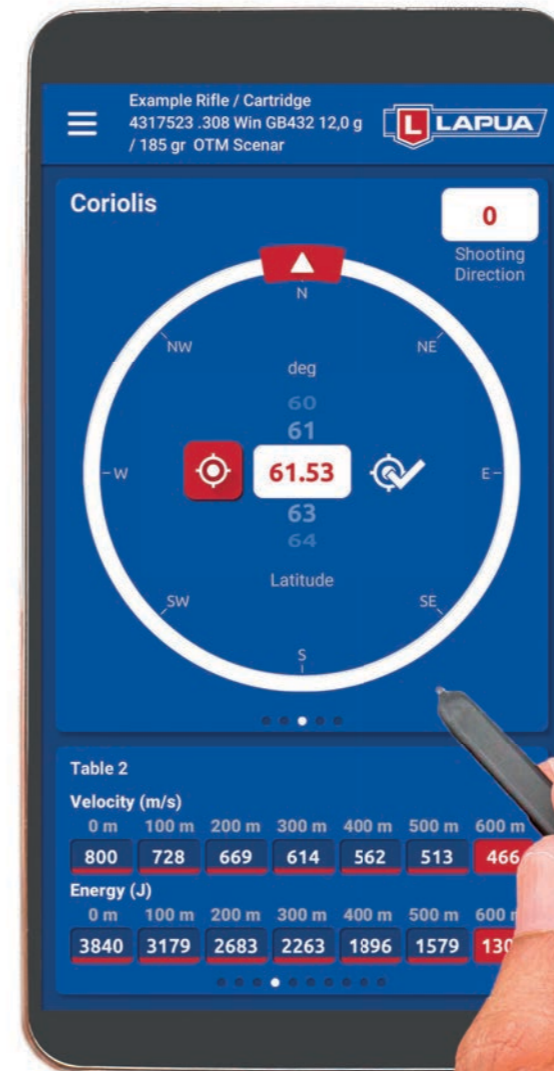 Example Rifle / Cartridge
4317523 .308 Win GB432 12,0 g
/ 185 gr OTM Scenar
L LAPUA
Coriolis
0
Shooting
Direction
N
NW NE
deg
60
61
W 61.53 E
63
64
Latitude
SW SE
S
Table 2
Velocity (m/s)
0 m 100 m 200 m 300 m 400 m 500 m 600 m
800 728 669 614 562 513 466
Energy (J)
0 m 100 m 200 m 300 m 400 m 500 m 600
3840 3179 2683 2263 1896 1579